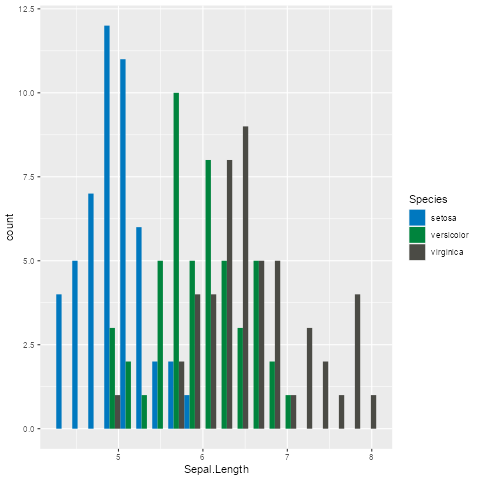 12.5
10.0
7.5
5.0
2.5
0.0
count
5 6 7 8
Sepal.Length
Species
setosa
versicolor
virginica